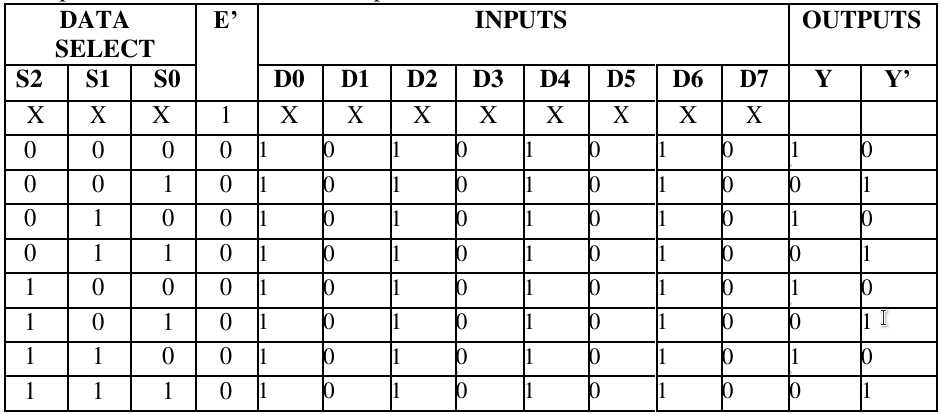 DATA SELECT E’ INPUTS OUTPUTS
S2 S1 S0 D0 D1 D2 D3 D4 D5 D6 D7 Y Y’
X X X 1 X X X X X X X X
0 0 0 0 1 0 1 0 1 0 1 0 1 0
0 0 1 0 1 0 1 0 1 0 1 0 0 1
0 1 0 0 1 0 1 0 1 0 1 0 1 0
0 1 1 0 1 0 1 0 1 0 1 0 0 1
1 0 0 0 1 0 1 0 1 0 1 0 1 0
1 0 1 0 1 0 1 0 1 0 1 0 0 1
1 1 0 0 1 0 1 0 1 0 1 0 1 0
1 1 1 0 1 0 1 0 1 0 1 0 0 1